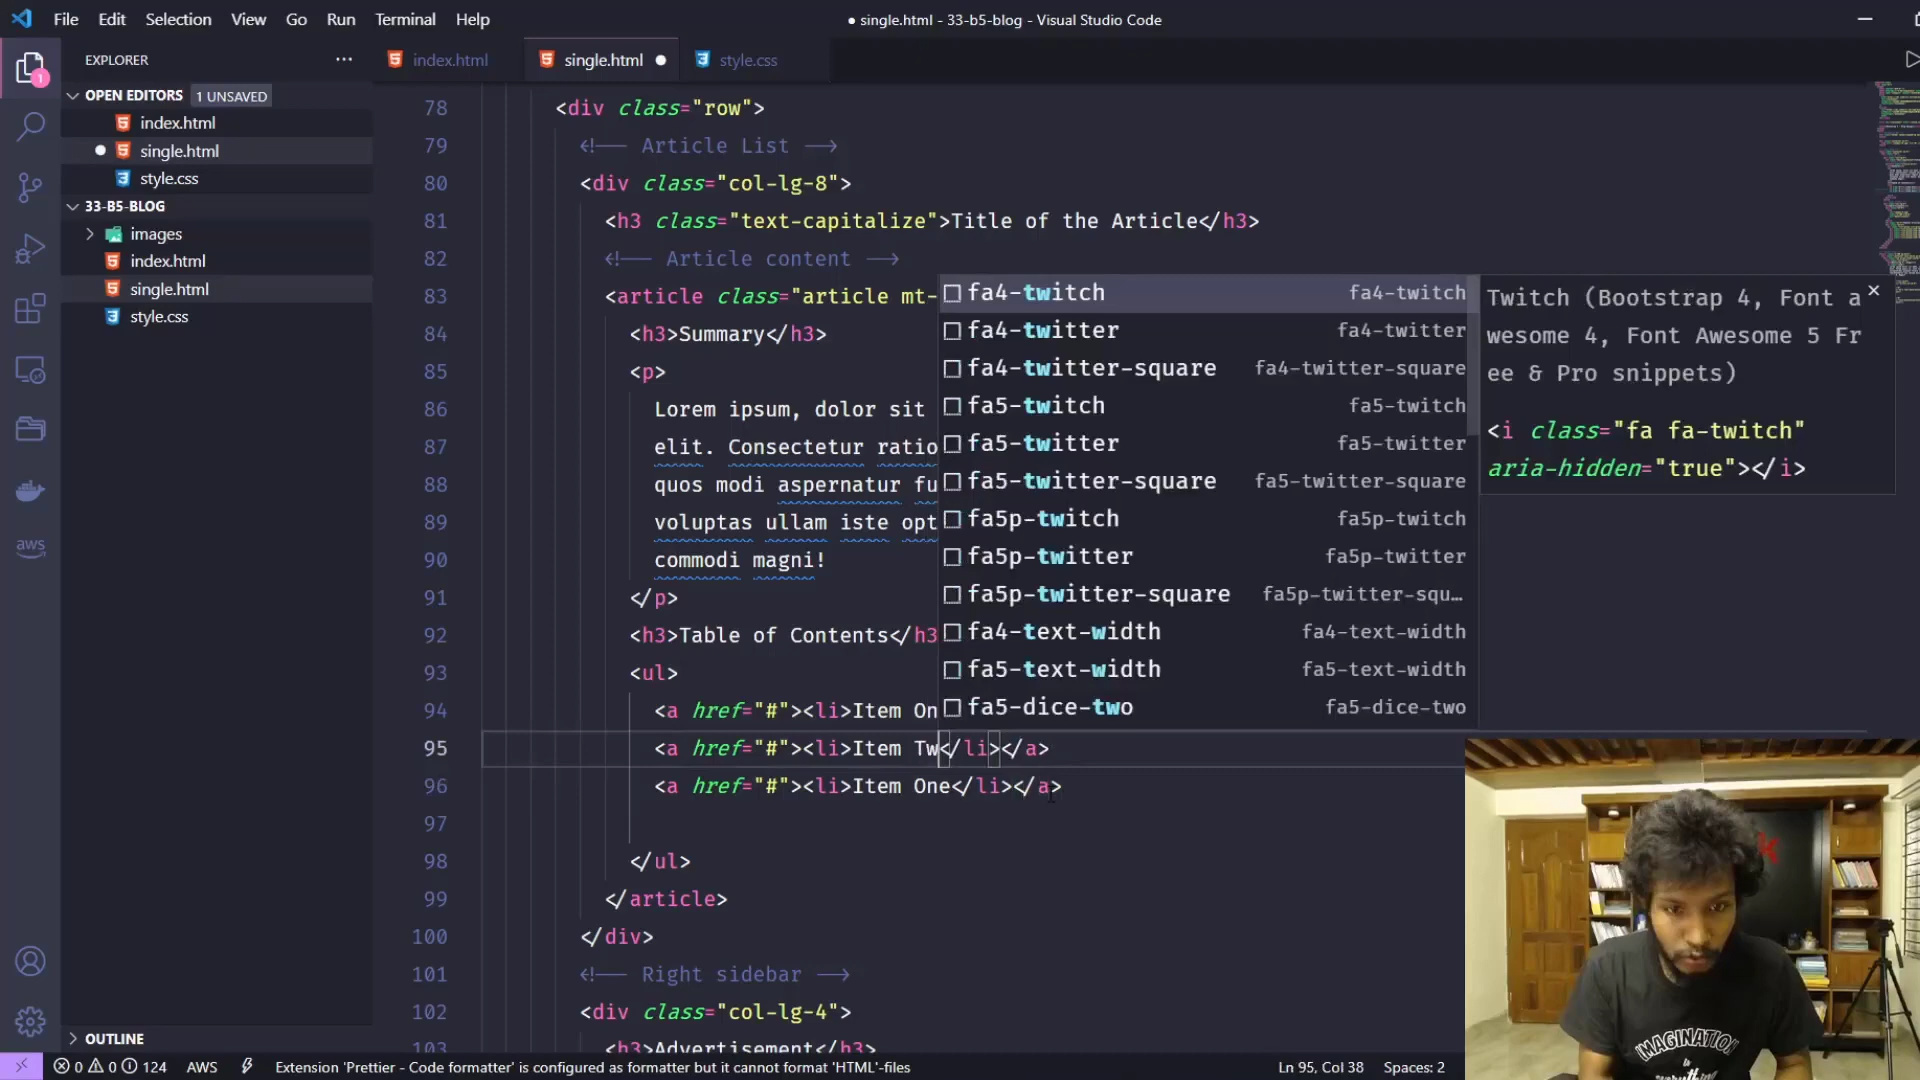 File Edit Selection View Go Run Terminal Help
● single.html - 33-b5-blog - Visual Studio Code
EXPLORER
index.html
single.html
style.css
OPEN EDITORS 1 UNSAVED
index.html
single.html
style.css
33-B5-BLOG
images
index.html
single.html
style.css
1
aws
OUTLINE
78 <div class="row">
79 <!-- Article List -->
80 <div class="col-lg-8">
81 <h3 class="text-capitalize">Title of the Article</h3>
82 <!-- Article content -->
83 <article class="article mt-
84 <h3>Summary</h3>
85 <p>
86 Lorem ipsum, dolor sit
87 elit. Consectetur ratio
88 quos modi aspernatur fu
89 voluptas ullam iste opt
90 commodi magni!
91 </p>
92 <h3>Table of Contents</h3
93 <ul>
94 <a href="#"><li>Item On
95 <a href="#"><li>Item Tw</li></a>
96 <a href="#"><li>Item One</li></a>
97
98 </ul>
99 </article>
100 </div>
101 <!-- Right sidebar -->
102 <div class="col-lg-4">
103 <h3>Advertisement</h3>
fa4-twitch fa4-twitch
fa4-twitter fa4-twitter
fa4-twitter-square fa4-twitter-square
fa5-twitch fa5-twitch
fa5-twitter fa5-twitter
fa5-twitter-square fa5-twitter-square
fa5p-twitch fa5p-twitch
fa5p-twitter fa5p-twitter
fa5p-twitter-square fa5p-twitter-squ…
fa4-text-width fa4-text-width
fa5-text-width fa5-text-width
fa5-dice-two fa5-dice-two
Twitch (Bootstrap 4, Font a
wesome 4, Font Awesome 5 Fr
ee & Pro snippets)
<i class="fa fa-twitch"
aria-hidden="true"></i>
IMAGINATION
0 0 124 AWS Extension 'Prettier - Code formatter' is configured as formatter but it cannot format 'HTML'-files Ln 95, Col 38 Spaces: 2